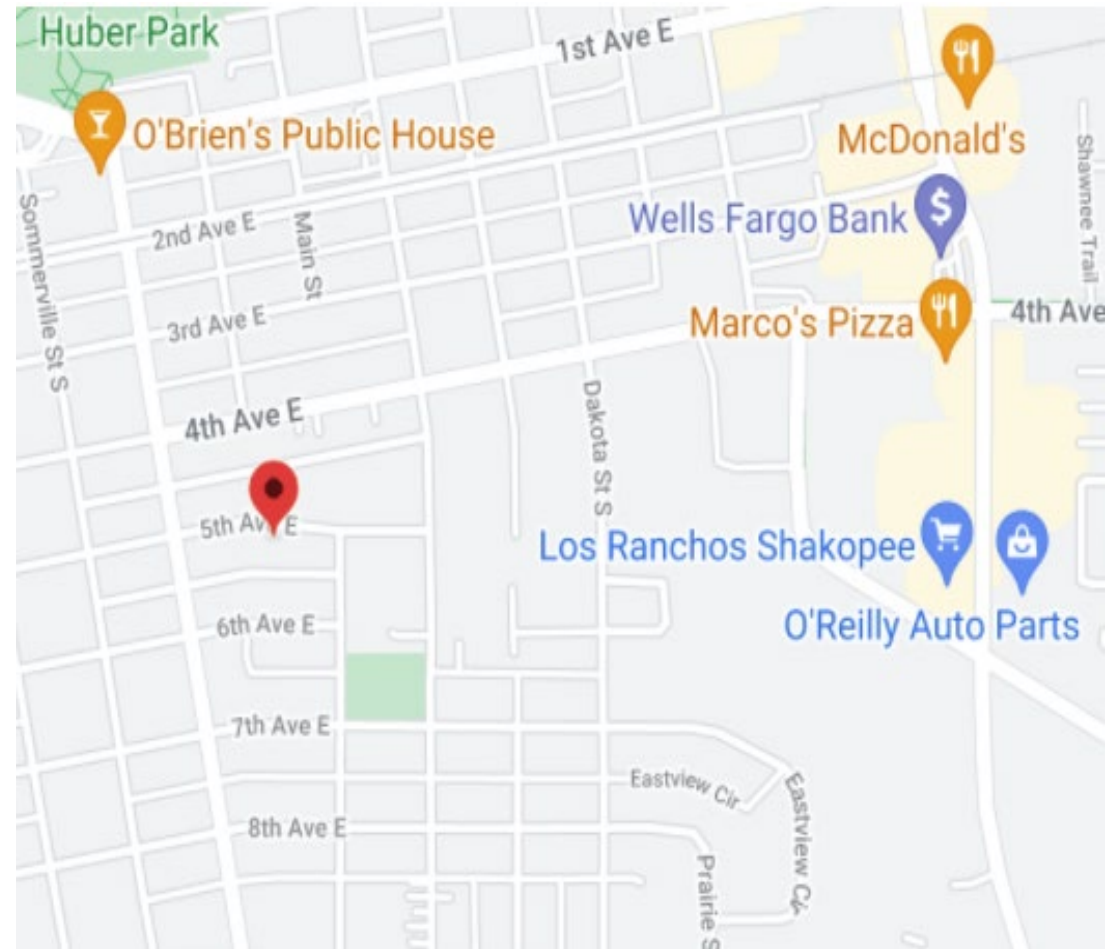 Huber Park
1st Ave E
O'Brien's Public House
McDonald's
Shawnee Trail
Sommerville St S
2nd Ave E
Main St
Wells Fargo Bank
$
3rd Ave E
Marco's Pizza
4th Ave
4th Ave E
Dakota St S
5th Ave E
Los Ranchos Shakopee
6th Ave E
O'Reilly Auto Parts
7th Ave E
Eastview Cir
Eastview Cir
8th Ave E
Prairie S